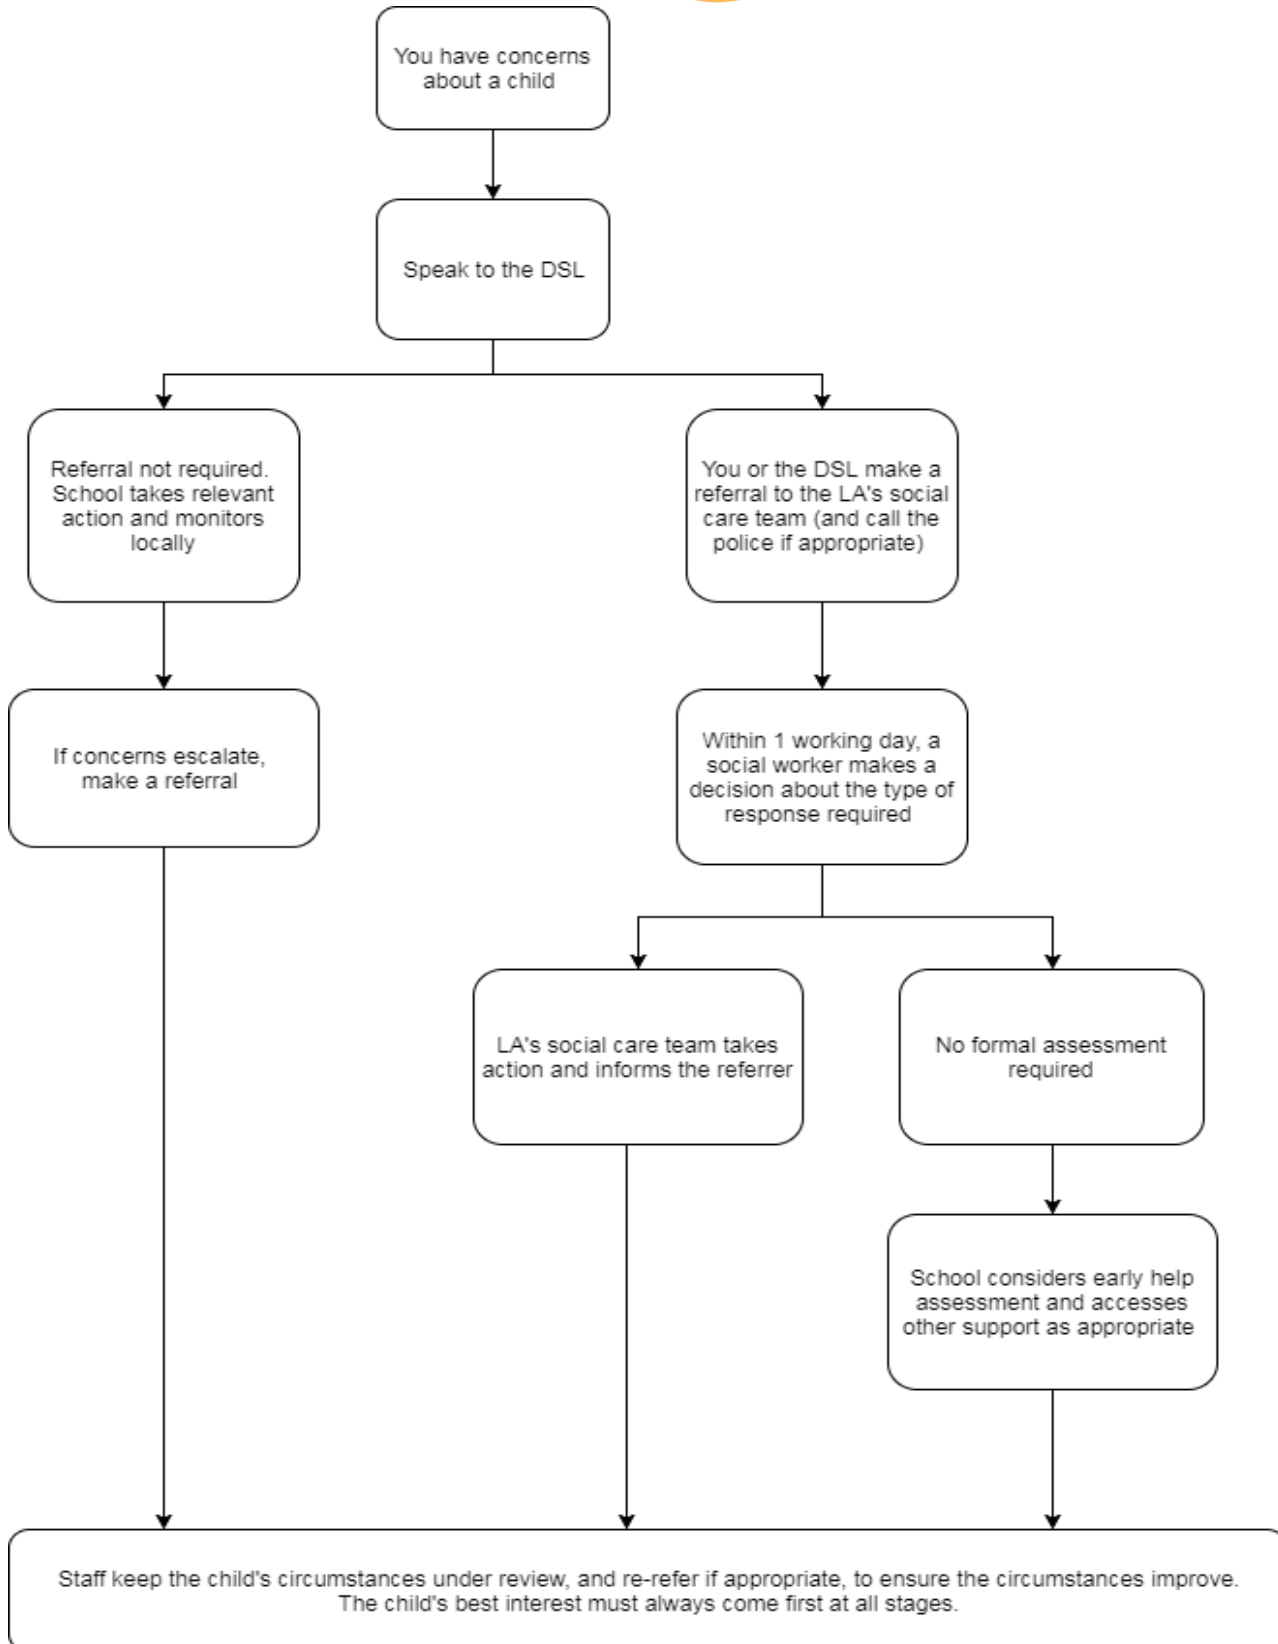 You have concerns
about a child
Speak to the DSL
Referral not required.
School takes relevant
action and monitors
locally
You or the DSL make a
referral to the LA's social
care team (and call the
police if appropriate)
If concerns escalate,
make a referral
Within 1 working day, a
social worker makes a
decision about the type of
response required
LA's social care team takes
action and informs the referrer
No formal assessment
required
School considers early help
assessment and accesses
other support as appropriate
Staff keep the child's circumstances under review, and re-refer if appropriate, to ensure the circumstances improve.
The child's best interest must always come first at all stages.